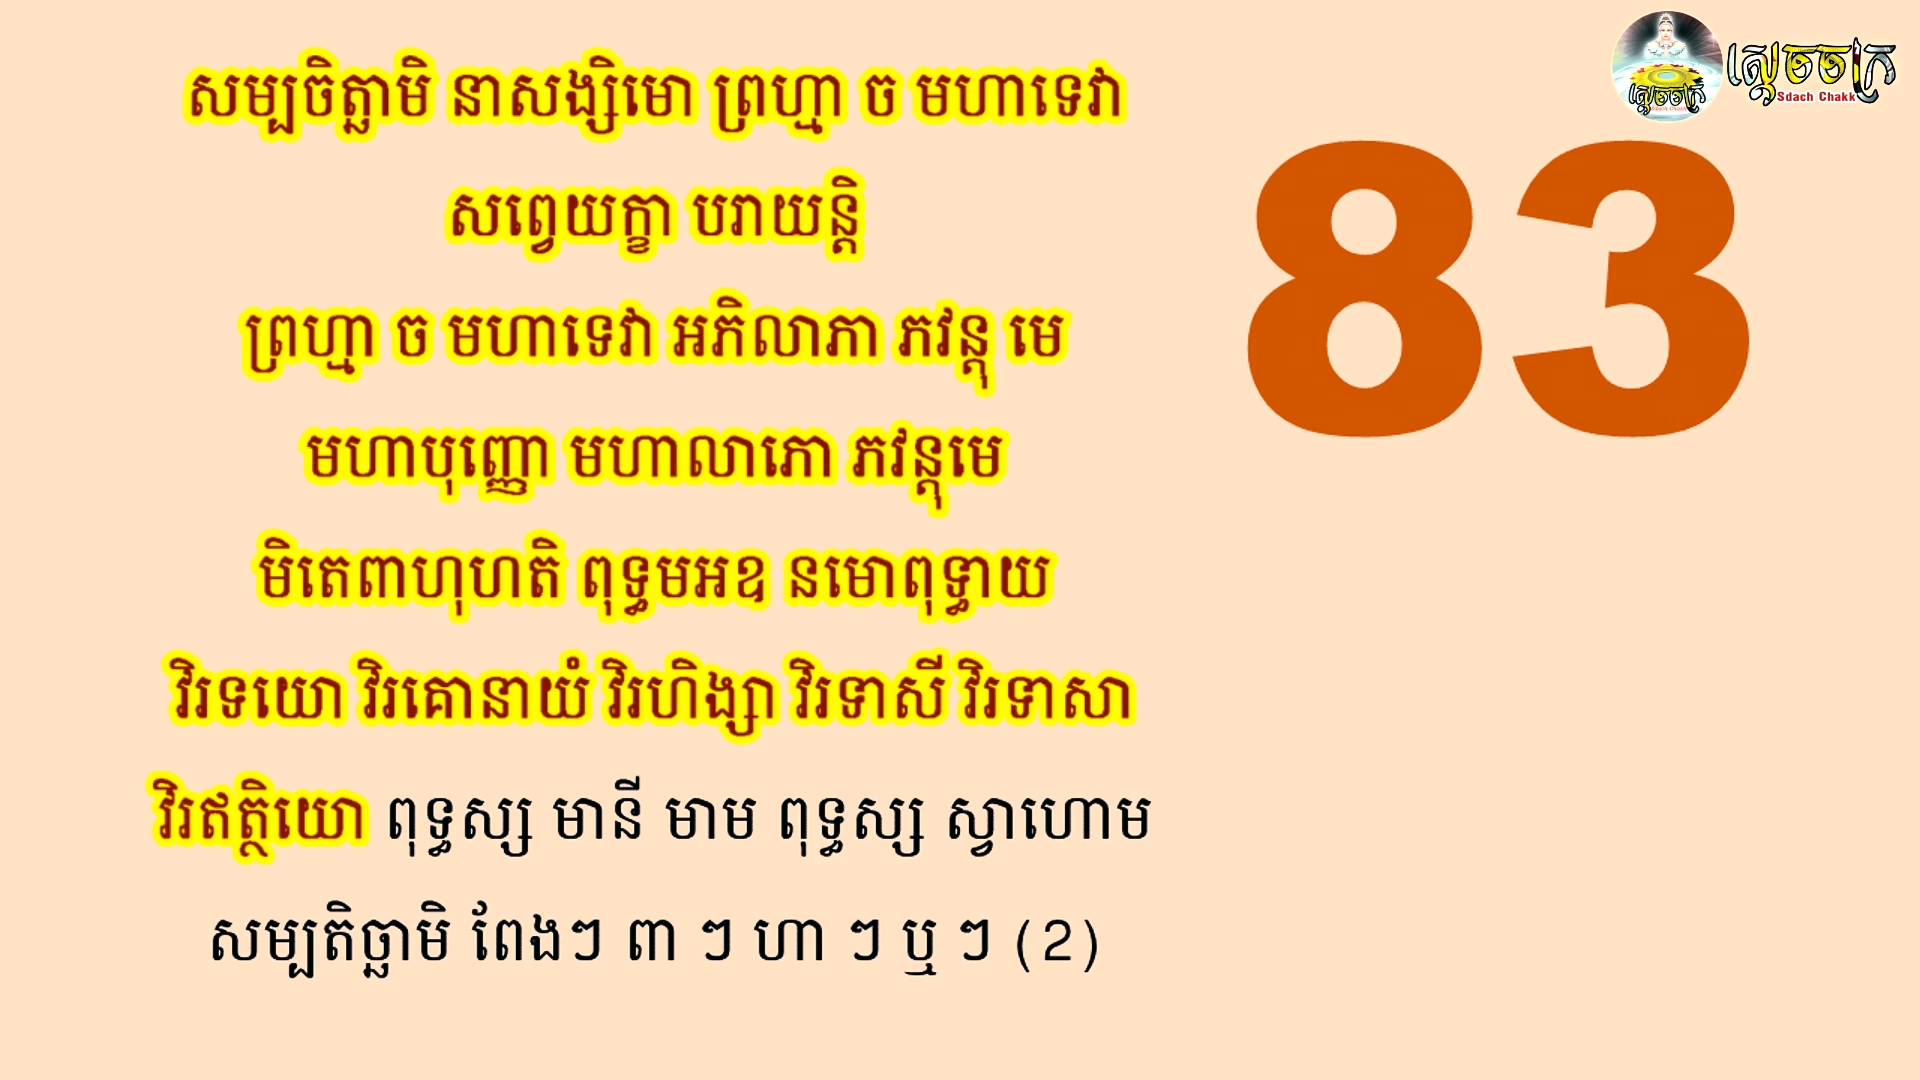 សម្បចិត្ឆាមិ នាសង្សិមោ ព្រហ្មា ច មហាទេវា
សព្វេយក្ខា បរាយន្តិ
ព្រហ្មា ច មហាទេវា អភិលាភា ភវន្តុ មេ
មហាបុញ្ញោ មហាលាភោ ភវន្តុមេ
មិតេពាហុហតិ ពុទ្ធមអឧ នមោពុទ្ធាយ
វិរទយោ វិរគោនាយំ វិរហិង្សា វិរទាសី វិរទាសា
វិរឥត្ថិយោ ពុទ្ធស្ស មានី មាម ពុទ្ធស្ស ស្វាហោម
សម្បតិច្ឆាមិ ពែងៗ ពា ៗ ហា ៗ ឬ ៗ (2)
83
ស្តេចចក្រ
Sdach Chakk
ស្តេចចក្រ